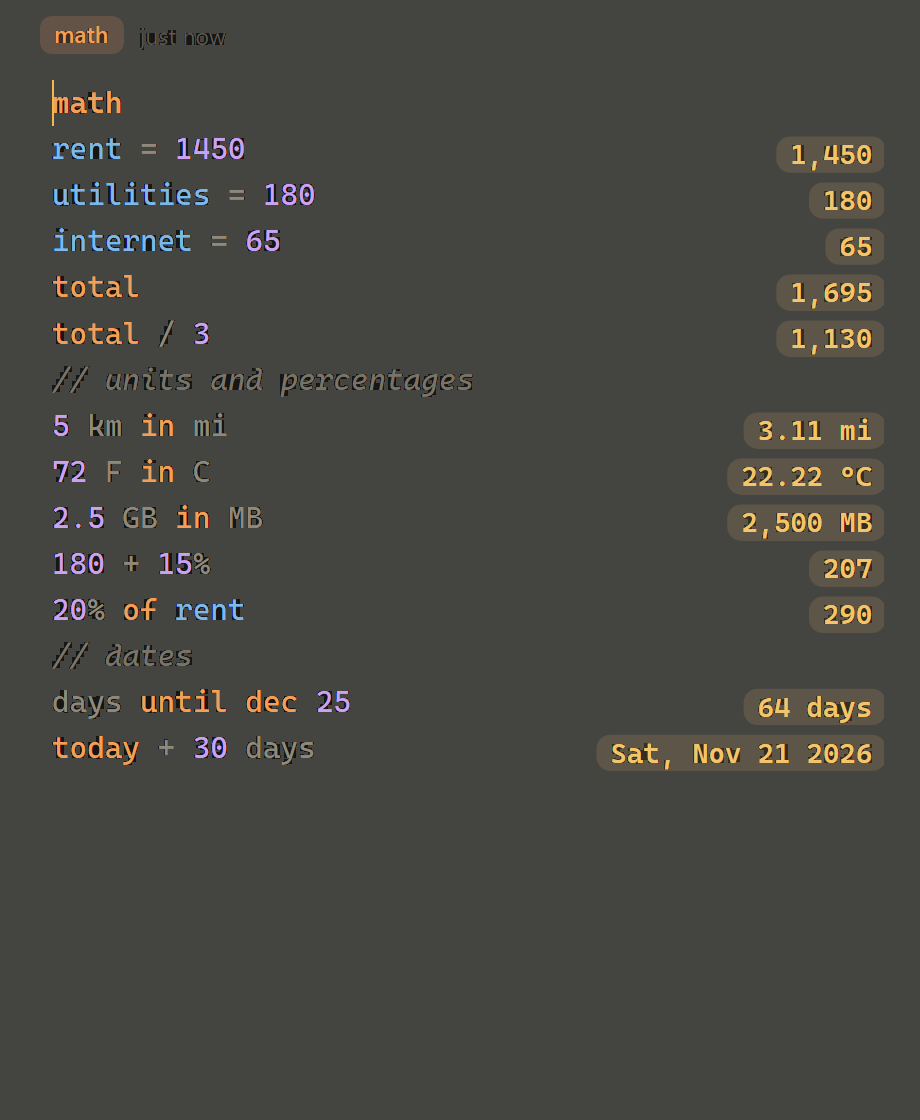 math just now
math
rent = 1450 1,450
utilities = 180 180
internet = 65 65
total 1,695
total / 3 1,130
// units and percentages
5 km in mi 3.11 mi
72 F in C 22.22 °C
2.5 GB in MB 2,500 MB
180 + 15% 207
20% of rent 290
// dates
days until dec 25 64 days
today + 30 days Sat, Nov 21 2026